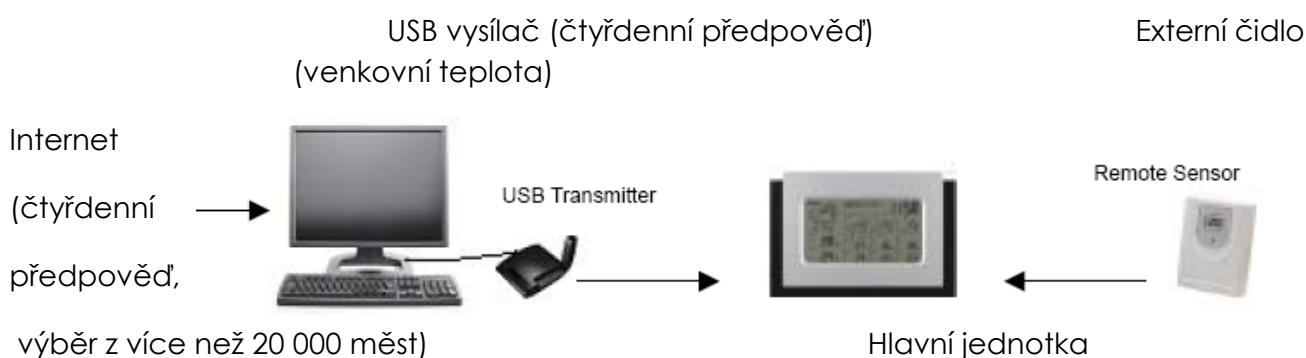 USB vysílač (čtyřdenní předpověď) Externí čidlo
(venkovní teplota)
Internet
(čtyřdenní
předpověď,
výběr z více než 20 000 měst)
USB Transmitter
Remote Sensor
Hlavní jednotka